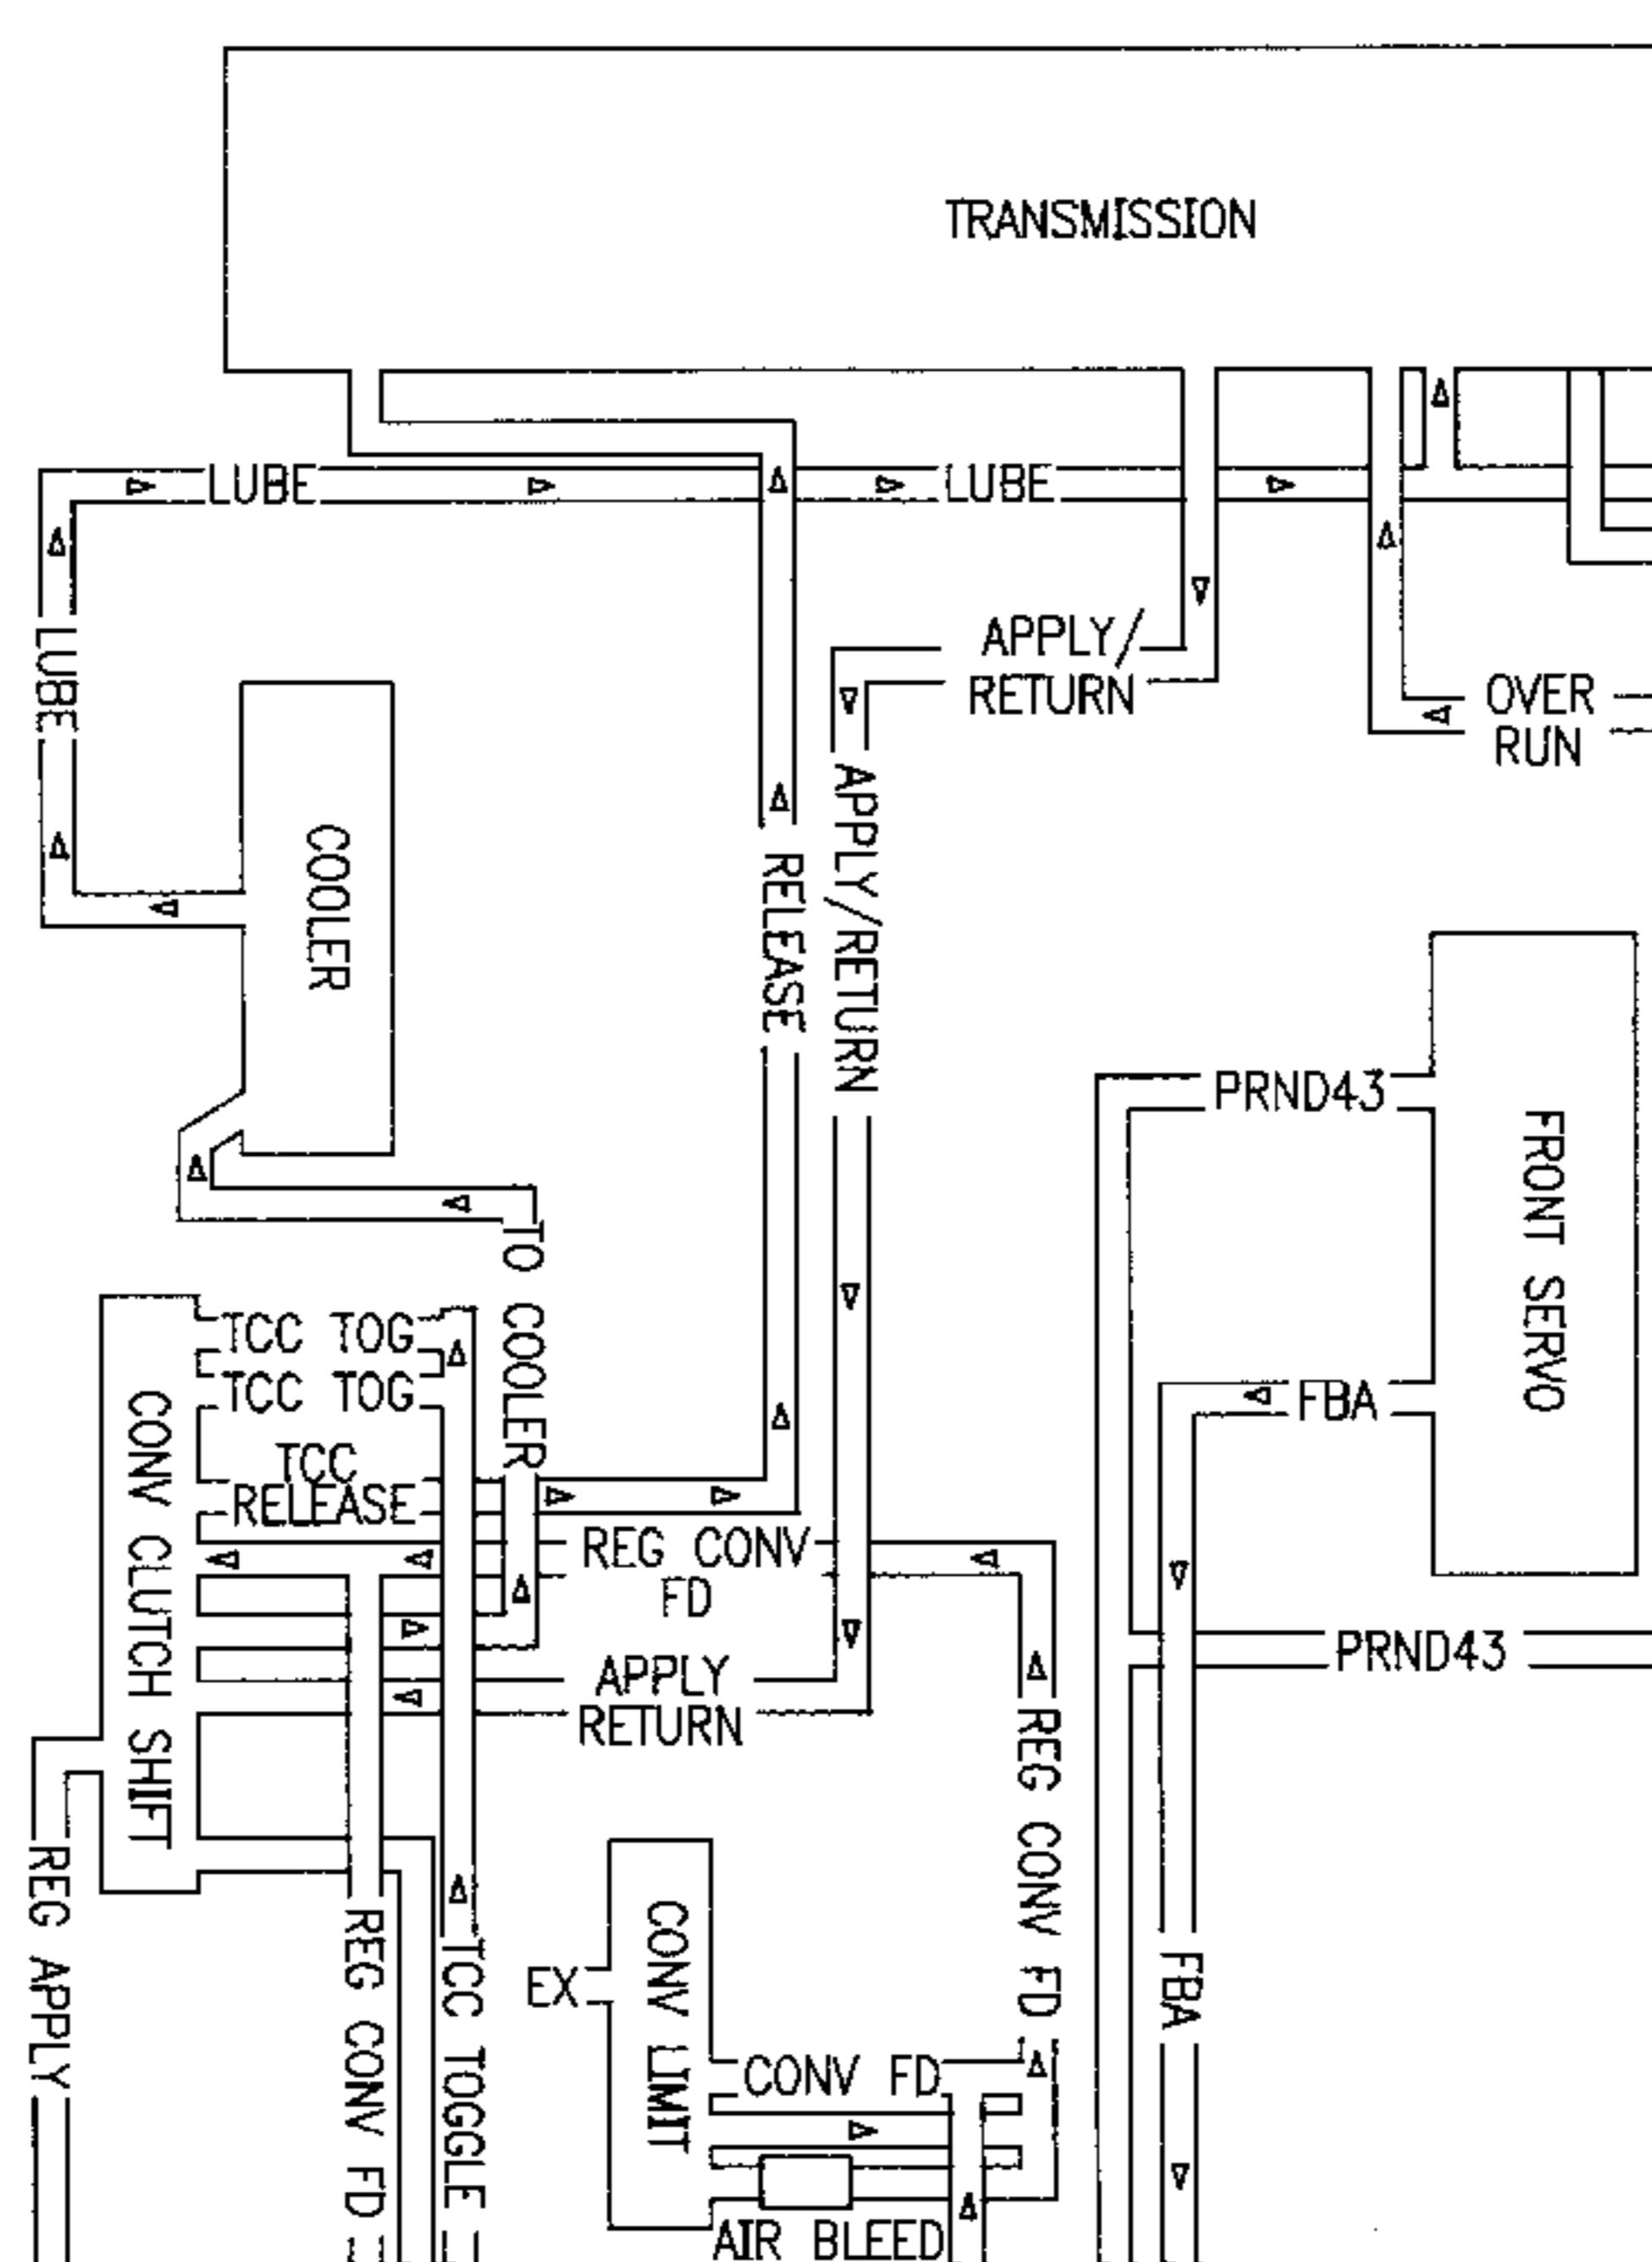 TRANSMISSION
LUBE
LUBE
LUBE
APPLY/
RETURN
OVER
RUN
COOLER
RELEASE
APPLY/RETURN
PRND43
FRONT SERVO
TO COOLER
TCC TOG
TCC TOG
FBA
CONV CLUTCH SHIFT
TCC
RELEASE
REG CONV
FD
PRND43
APPLY
RETURN
REG CONV FD
REG APPLY
REG CONV FD
TCC TOGGLE
EX
CONV LIMIT
FBA
CONV FD
AIR BLEED